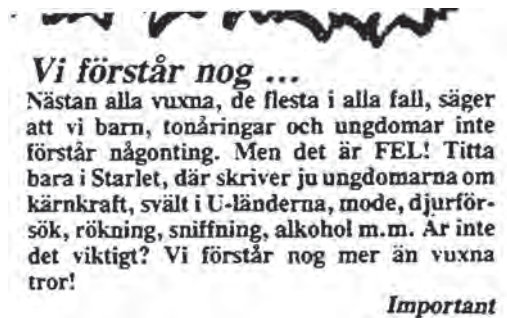 Vi förstår nog ...
Nästan alla vuxna, de flesta i alla fall, säger
att vi barn, tonåringar och ungdomar inte
förstår någonting. Men det är FEL! Titta
bara i Starlet, där skriver ju ungdomarna om
kärnkraft, svält i U-länderna, mode, djurför-
sök, rökning, sniffning, alkohol m.m. Är inte
det viktigt? Vi förstår nog mer än vuxna
tror!
Important